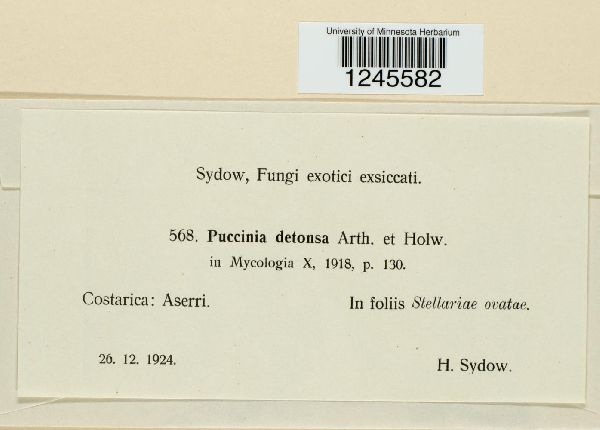 University of Minnesota Herbarium
1245582
Sydow, Fungi exotici exsiccati.
568. Puccinia detonsa Arth. et Holw.
in Mycologia X, 1918, p. 130.
Costarica: Aserri. In foliis Stellariae ovatae.
26. 12. 1924. H. Sydow.